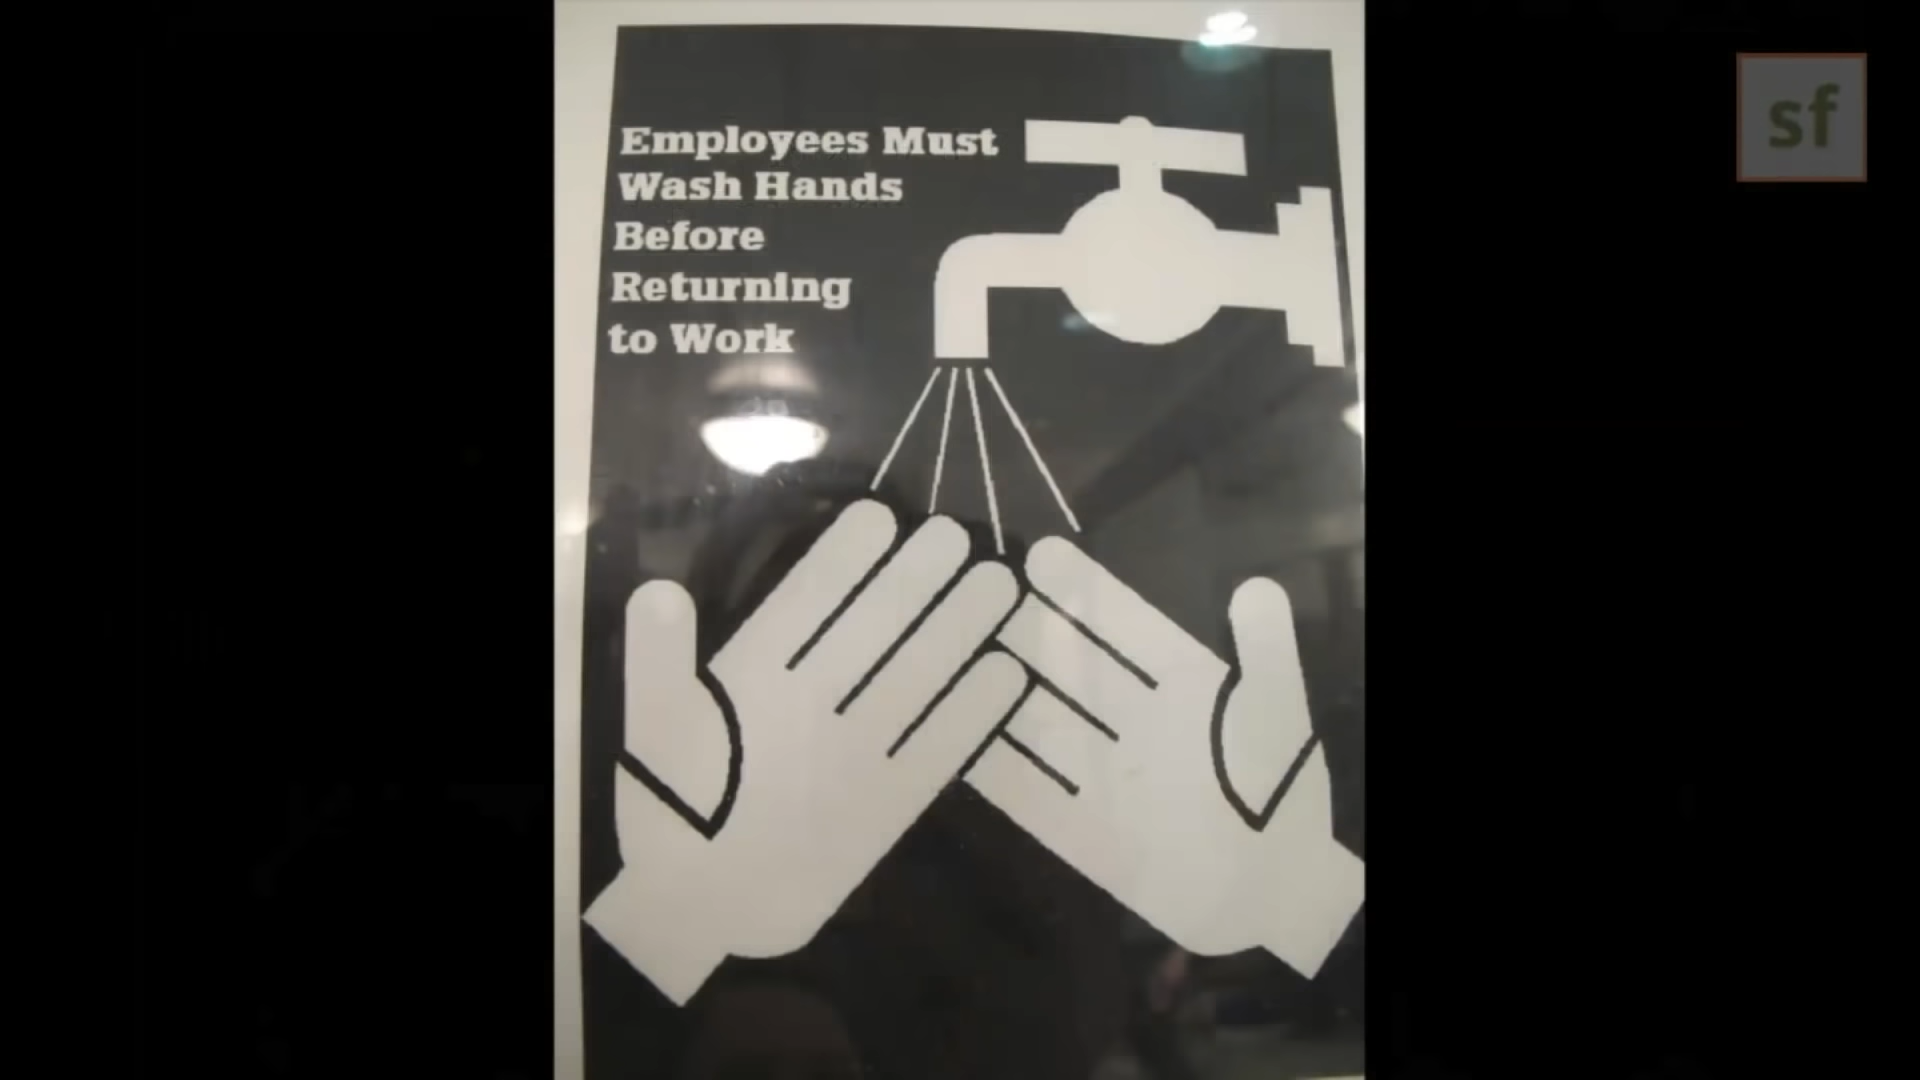 sf
Employees Must
Wash Hands
Before
Returning
to Work